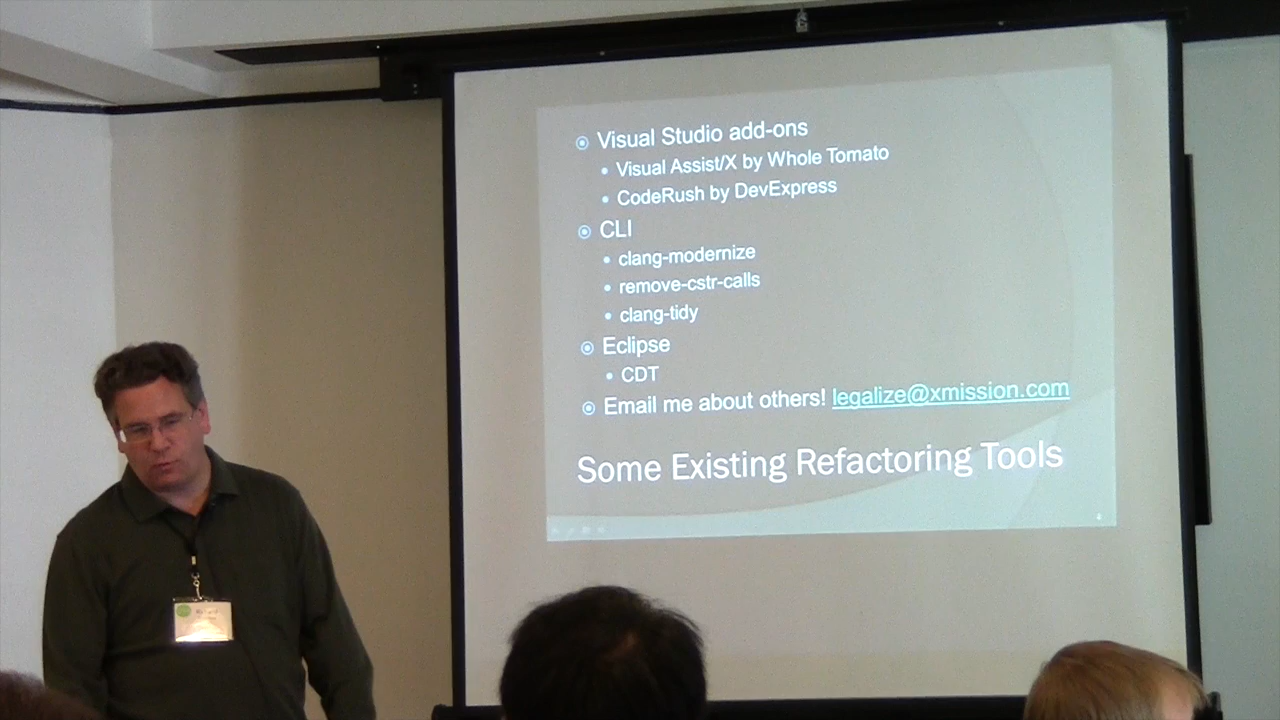 Visual Studio add-ons
Visual Assist/X by Whole Tomato
CodeRush by DevExpress
CLI
clang-modernize
remove-cstr-calls
clang-tidy
Eclipse
CDT
Email me about others! legalize@xmission.com
Some Existing Refactoring Tools